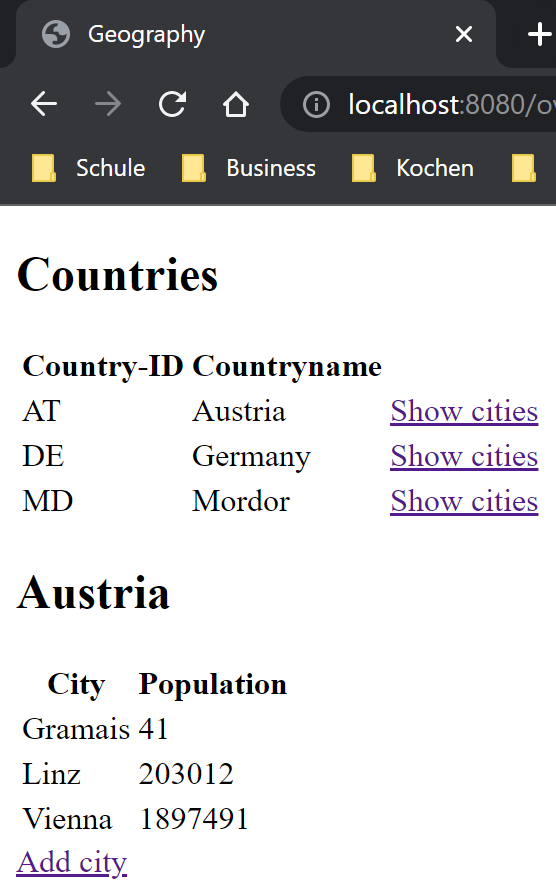 Geography
localhost:8080/o
Schule Business Kochen
Countries
Country-ID Countryname
AT Austria Show cities
DE Germany Show cities
MD Mordor Show cities
Austria
City Population
Gramais 41
Linz 203012
Vienna 1897491
Add city